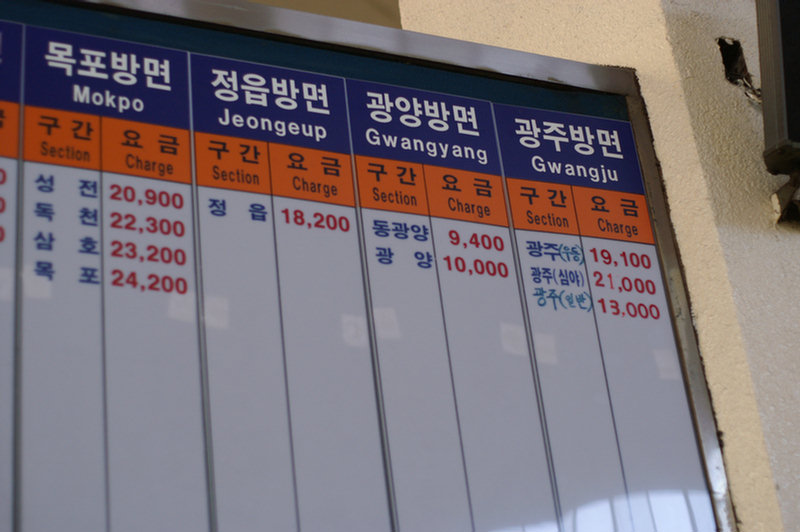 목포방면
Mokpo
구간 요금
Section Charge
성전 20,900
독천 22,300
삼호 23,200
목포 24,200
정읍방면
Jeongeup
구간 요금
Section Charge
정읍 18,200
광양방면
Gwangyang
구간 요금
Section Charge
동광양 9,400
광양 10,000
광주방면
Gwangju
구간 요금
Section Charge
광주(우등) 19,100
광주(심야) 21,000
광주(일반) 13,000